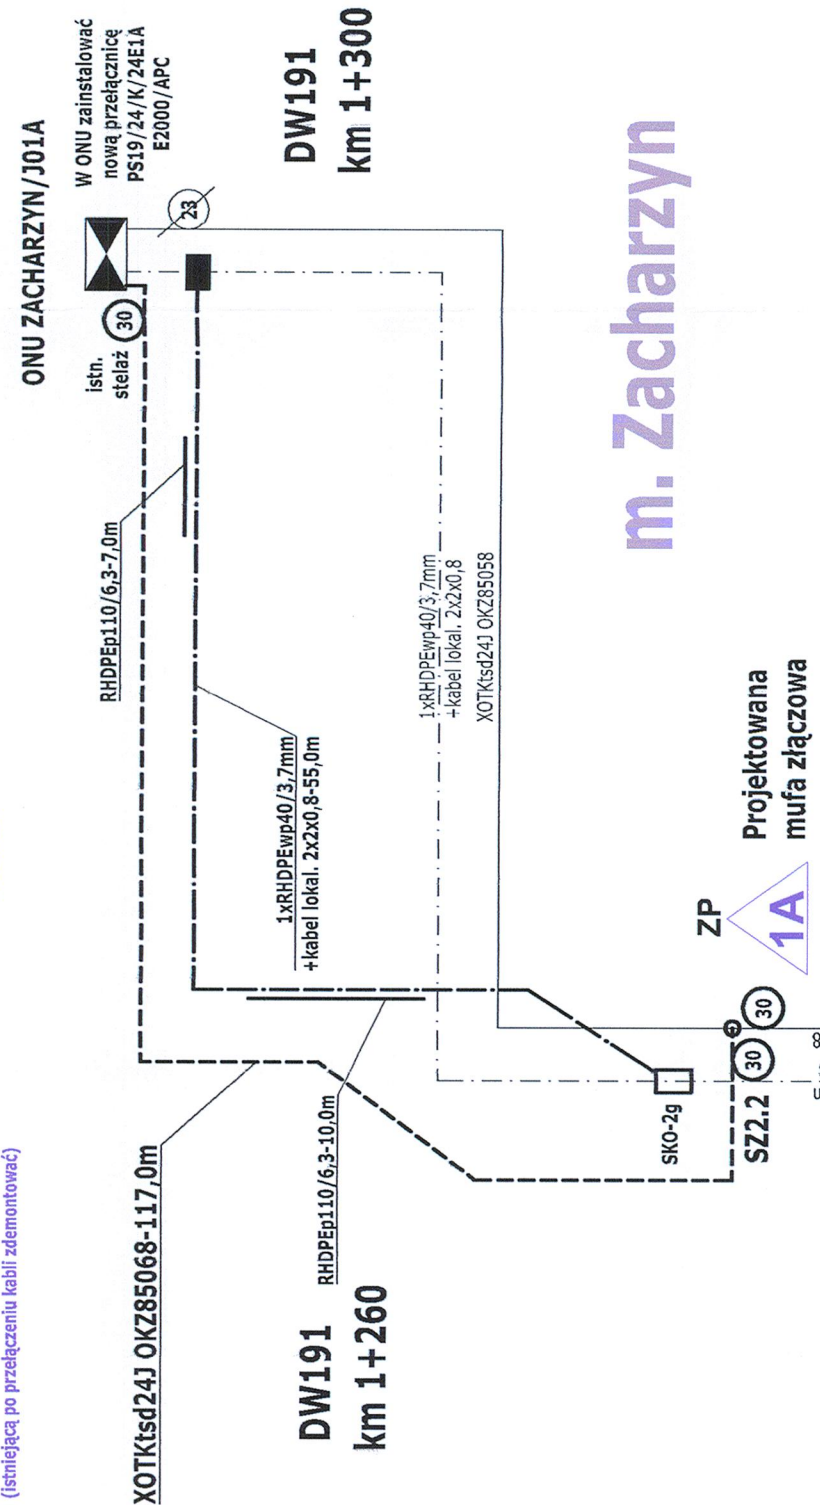 (istniejącą po przełączeniu kabli zdemontować)
ONU ZACHARZYN/J01A
W ONU zainstalować
nową przełącznicę
PS19/24/K/24E1A
E2000/APC
23
30
istn.
stelaż
DW191
km 1+300
RHDPEp110/6,3-7,0m
1xRHDPEwp40/3,7mm
+kabel lokal. 2x2x0,8-55,0m
XOTKtsd24J OKZ85068-117,0m
RHDPEp110/6,3-10,0m
DW191
km 1+260
1xRHDPEwp40/3,7mm
+kabel lokal. 2x2x0,8
XOTKtsd24J OKZ85058
m. Zacharzyn
SKO-2g
SZ2.2
30
30
ZP
1A
Projektowana
mufa złączowa